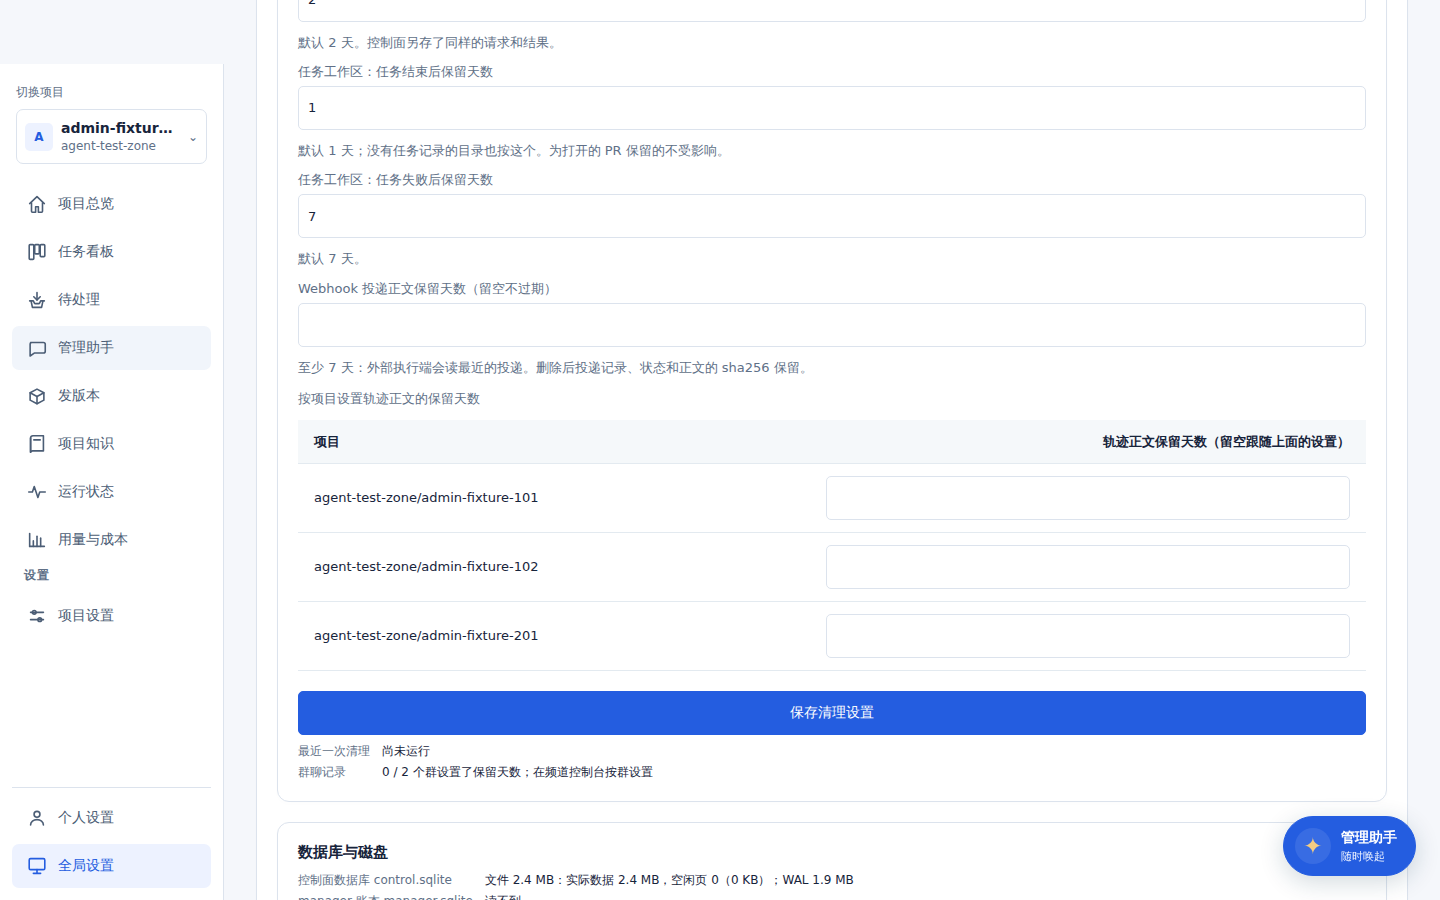 切换项目
A
admin-fixtur...
agent-test-zone
项目总览
任务看板
待处理
管理助手
发版本
项目知识
运行状态
用量与成本
设置
项目设置
个人设置
全局设置
默认 2 天。控制面另存了同样的请求和结果。
任务工作区：任务结束后保留天数
1
默认 1 天；没有任务记录的目录也按这个。为打开的 PR 保留的不受影响。
任务工作区：任务失败后保留天数
7
默认 7 天。
Webhook 投递正文保留天数（留空不过期）
至少 7 天：外部执行端会读最近的投递。删除后投递记录、状态和正文的 sha256 保留。
按项目设置轨迹正文的保留天数
项目 轨迹正文保留天数（留空跟随上面的设置）
agent-test-zone/admin-fixture-101
agent-test-zone/admin-fixture-102
agent-test-zone/admin-fixture-201
保存清理设置
最近一次清理 尚未运行
群聊记录 0 / 2 个群设置了保留天数；在频道控制台按群设置
数据库与磁盘
控制面数据库 control.sqlite 文件 2.4 MB：实际数据 2.4 MB，空闲页 0（0 KB）；WAL 1.9 MB
管理助手
随时唤起